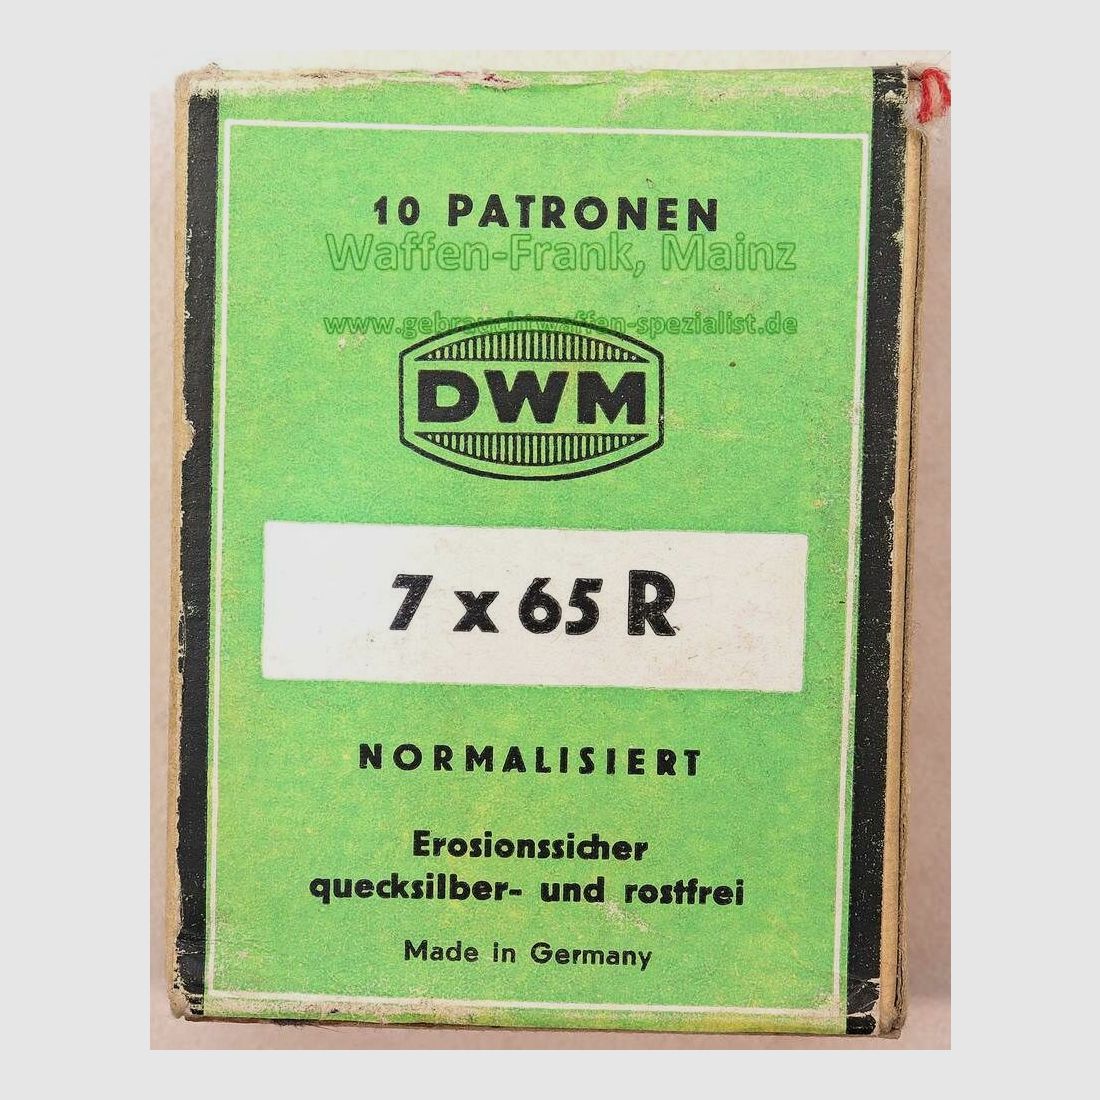 10 PATRONEN
Waffen-Frank, Mainz
www.gebrauchtwaffen-spezialist.de
DWM
7 x 65 R
NORMALISIERT
Erosionssicher
quecksilber- und rostfrei
Made in Germany